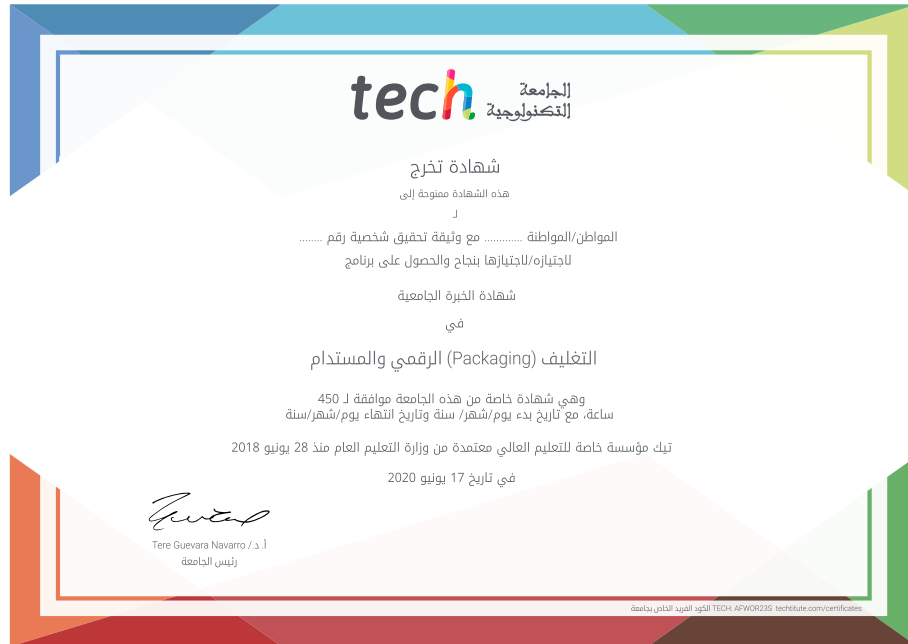 tech
الجامعة
التكنولوجية
شهادة تخرج
هذه الشهادة ممنوحة إلى
لـ
المواطن/المواطنة ............ مع وثيقة تحقيق شخصية رقم ........
لاجتيازه/لاجتيازها بنجاح والحصول على برنامج
شهادة الخبرة الجامعية
في
التغليف (Packaging) الرقمي والمستدام
وهي شهادة خاصة من هذه الجامعة موافقة لـ 450
ساعة، مع تاريخ بدء يوم/شهر/ سنة وتاريخ انتهاء يوم/شهر/سنة
تيك مؤسسة خاصة للتعليم العالي معتمدة من وزارة التعليم العام منذ 28 يونيو 2018
في تاريخ 17 يونيو 2020
أ. د./ Tere Guevara Navarro
رئيس الجامعة
الكود الفريد الخاص بجامعة TECH: AFWOR23S techtitute.com/certificates